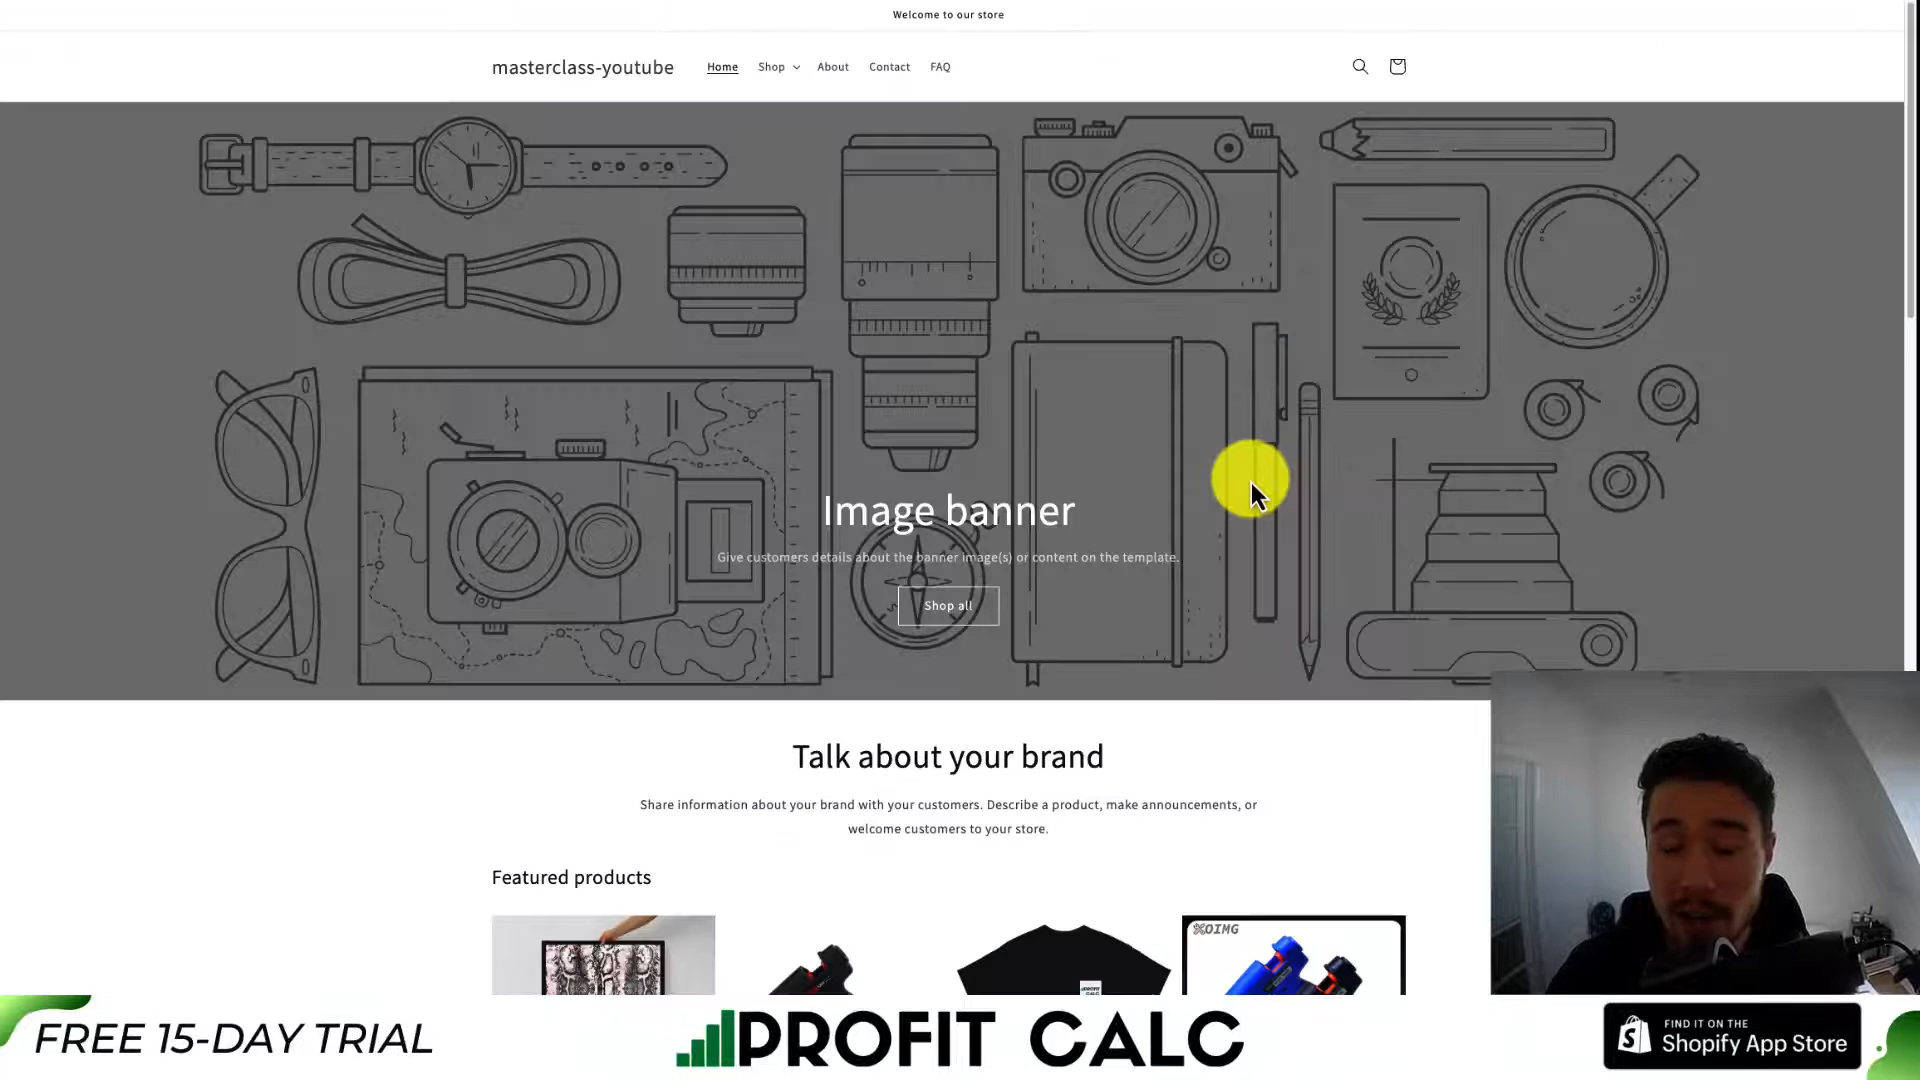 Welcome to our store
masterclass-youtube
Home Shop About Contact FAQ
Image banner
Give customers details about the banner image(s) or content on the template.
Shop all
Talk about your brand
Share information about your brand with your customers. Describe a product, make announcements, or
welcome customers to your store.
Featured products
%OIMG
PROFIT
CALC
FREE 15-DAY TRIAL
PROFIT CALC
FIND IT ON THE
Shopify App Store